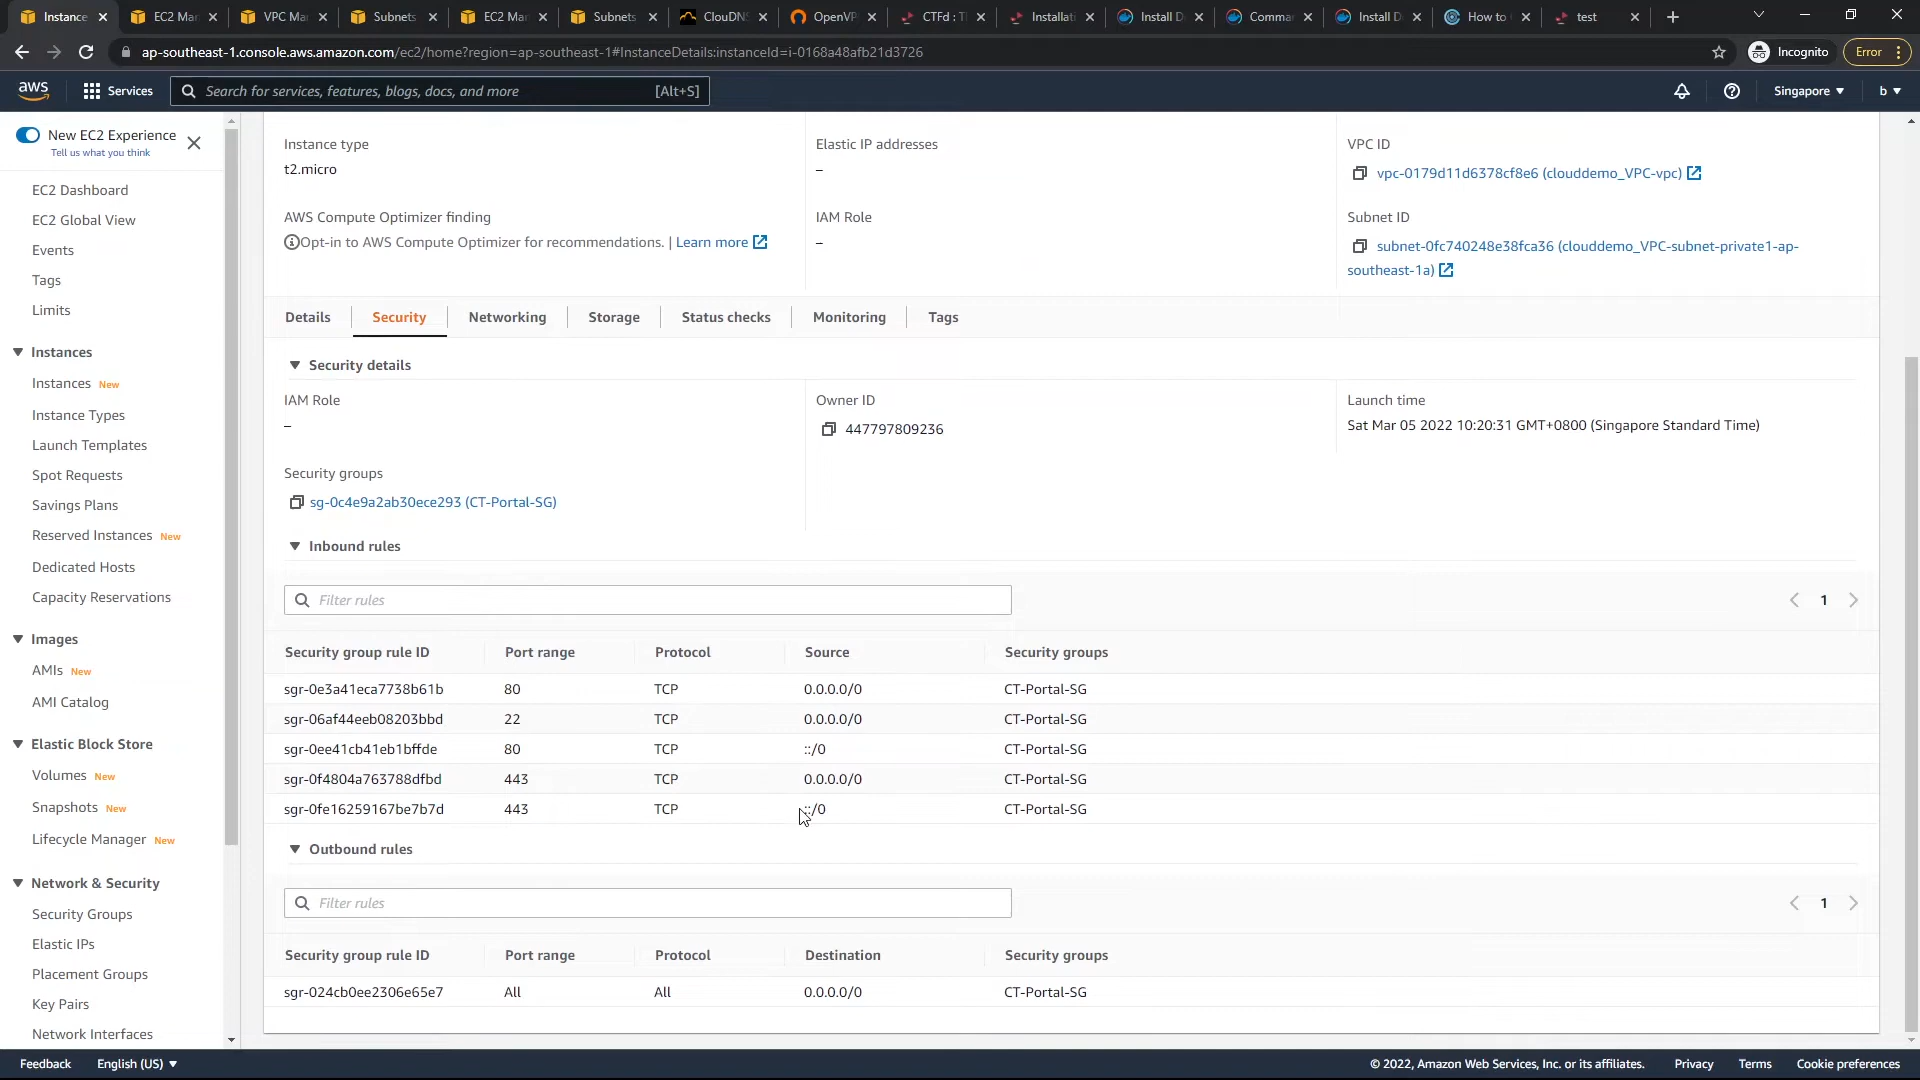 Instance
EC2 Mar
VPC Mar
Subnets
EC2 Mar
Subnets
ClouDNS
OpenVP
CTFd : Th
Installati
Install D
Comman
Install D
How to
test
ap-southeast-1.console.aws.amazon.com/ec2/home?region=ap-southeast-1#InstanceDetails:instanceId=i-0168a48afb21d3726
Incognito
Error
aws
Services
Search for services, features, blogs, docs, and more
[Alt+S]
Singapore
b
New EC2 Experience
Tell us what you think
EC2 Dashboard
EC2 Global View
Events
Tags
Limits
Instances
Instances New
Instance Types
Launch Templates
Spot Requests
Savings Plans
Reserved Instances New
Dedicated Hosts
Capacity Reservations
Images
AMIs New
AMI Catalog
Elastic Block Store
Volumes New
Snapshots New
Lifecycle Manager New
Network & Security
Security Groups
Elastic IPs
Placement Groups
Key Pairs
Network Interfaces
Instance type
t2.micro
Elastic IP addresses
–
VPC ID
vpc-0179d11d6378cf8e6 (clouddemo_VPC-vpc)
AWS Compute Optimizer finding
Opt-in to AWS Compute Optimizer for recommendations. | Learn more
IAM Role
–
Subnet ID
subnet-0fc740248e38fca36 (clouddemo_VPC-subnet-private1-ap-
southeast-1a)
Details
Security
Networking
Storage
Status checks
Monitoring
Tags
Security details
IAM Role
–
Owner ID
447797809236
Launch time
Sat Mar 05 2022 10:20:31 GMT+0800 (Singapore Standard Time)
Security groups
sg-0c4e9a2ab30ece293 (CT-Portal-SG)
Inbound rules
Filter rules
1
Security group rule ID Port range Protocol Source Security groups
sgr-0e3a41eca7738b61b 80 TCP 0.0.0.0/0 CT-Portal-SG
sgr-06af44eeb08203bbd 22 TCP 0.0.0.0/0 CT-Portal-SG
sgr-0ee41cb41eb1bffde 80 TCP ::/0 CT-Portal-SG
sgr-0f4804a763788dfbd 443 TCP 0.0.0.0/0 CT-Portal-SG
sgr-0fe16259167be7b7d 443 TCP ::/0 CT-Portal-SG
Outbound rules
Filter rules
1
Security group rule ID Port range Protocol Destination Security groups
sgr-024cb0ee2306e65e7 All All 0.0.0.0/0 CT-Portal-SG
Feedback
English (US)
© 2022, Amazon Web Services, Inc. or its affiliates.
Privacy
Terms
Cookie preferences